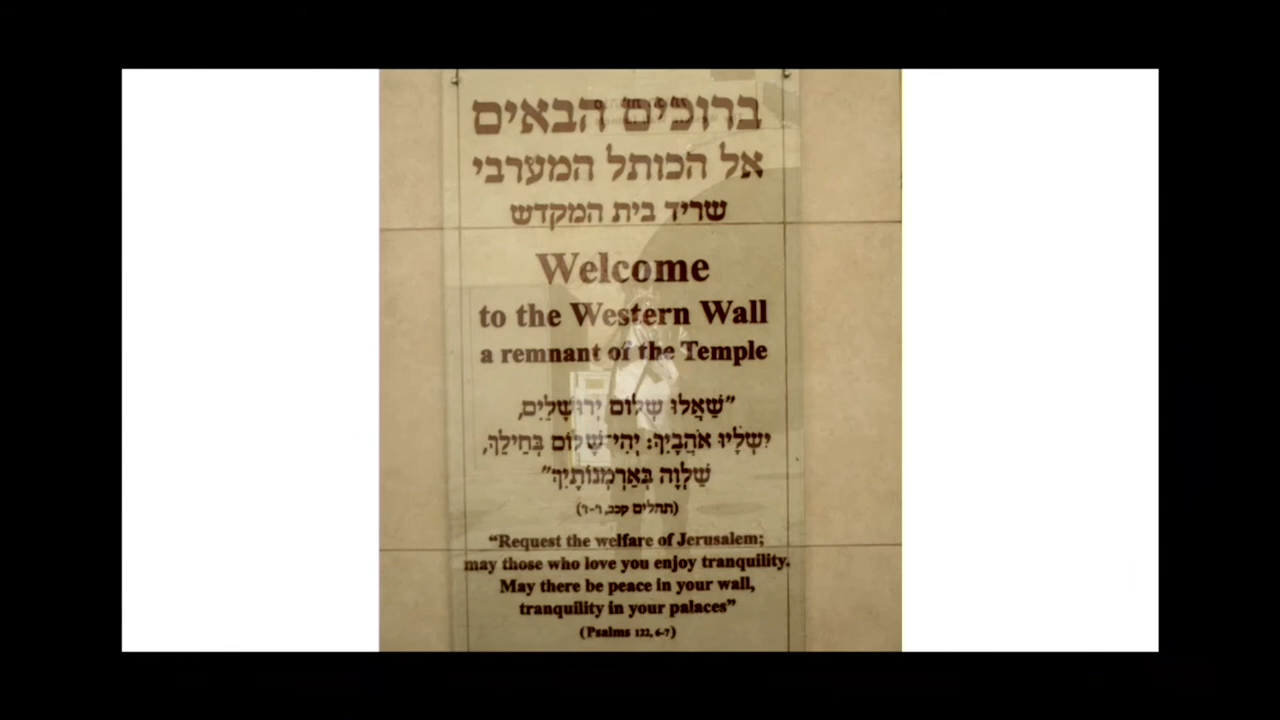 ברוכים הבאים
אל הכותל המערבי
שריד בית המקדש
Welcome
to the Western Wall
a remnant of the Temple
"שַׁאֲלוּ שְׁלוֹם יְרוּשָׁלָיִם,
יִשְׁלָיוּ אֹהֲבָיִךְ: יְהִי־שָׁלוֹם בְּחֵילֵךְ,
שַׁלְוָה בְּאַרְמְנוֹתָיִךְ"
(תהלים קכב, ו׳-ז׳)
“Request the welfare of Jerusalem;
may those who love you enjoy tranquility.
May there be peace in your wall,
tranquility in your palaces”
(Psalms 122, 6-7)